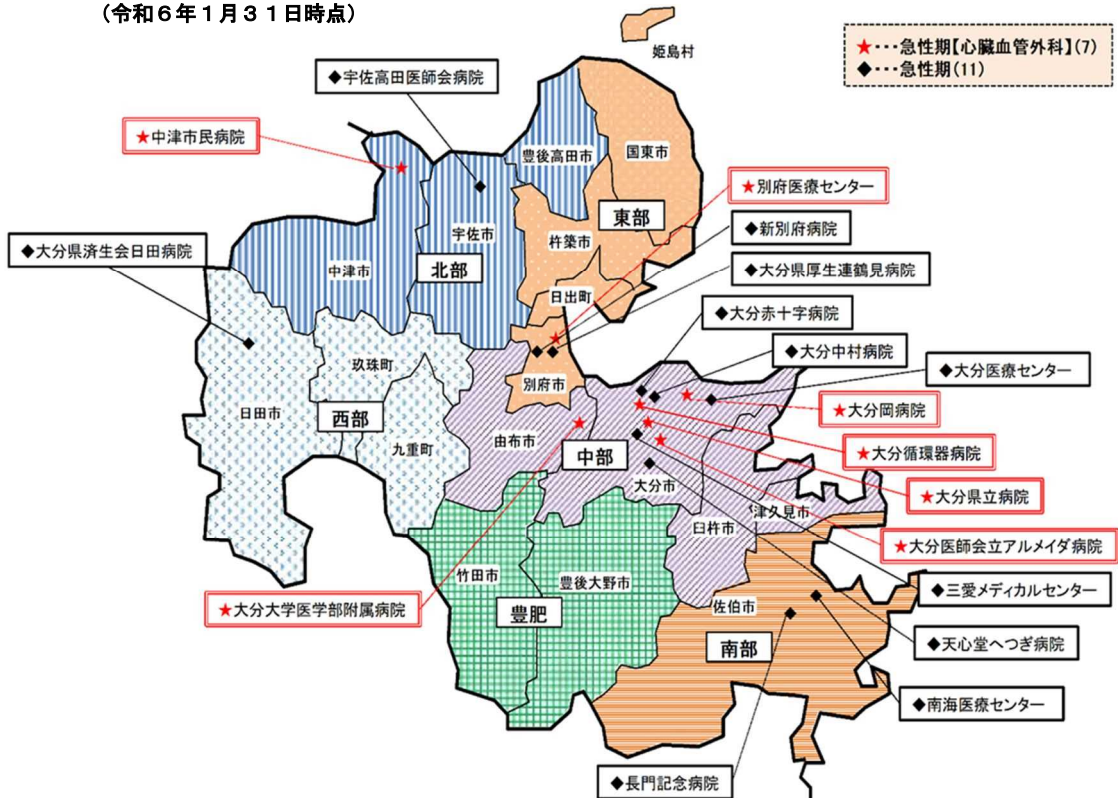 (令和6年1月31日時点)
★･･･急性期【心臓血管外科】(7)
◆･･･急性期(11)
姫島村
◆宇佐高田医師会病院
★中津市民病院
豊後高田市
国東市
★別府医療センター
東部
◆新別府病院
宇佐市
杵築市
◆大分県済生会日田病院
北部
中津市
◆大分県厚生連鶴見病院
日出町
◆大分赤十字病院
◆大分中村病院
玖珠町
◆大分医療センター
別府市
日田市
西部
★大分岡病院
九重町
由布市
中部
★大分循環器病院
大分市
★大分県立病院
津久見市
臼杵市
★大分医師会立アルメイダ病院
竹田市
豊後大野市
◆三愛メディカルセンター
★大分大学医学部附属病院
豊肥
佐伯市
南部
◆天心堂へつぎ病院
◆南海医療センター
◆長門記念病院